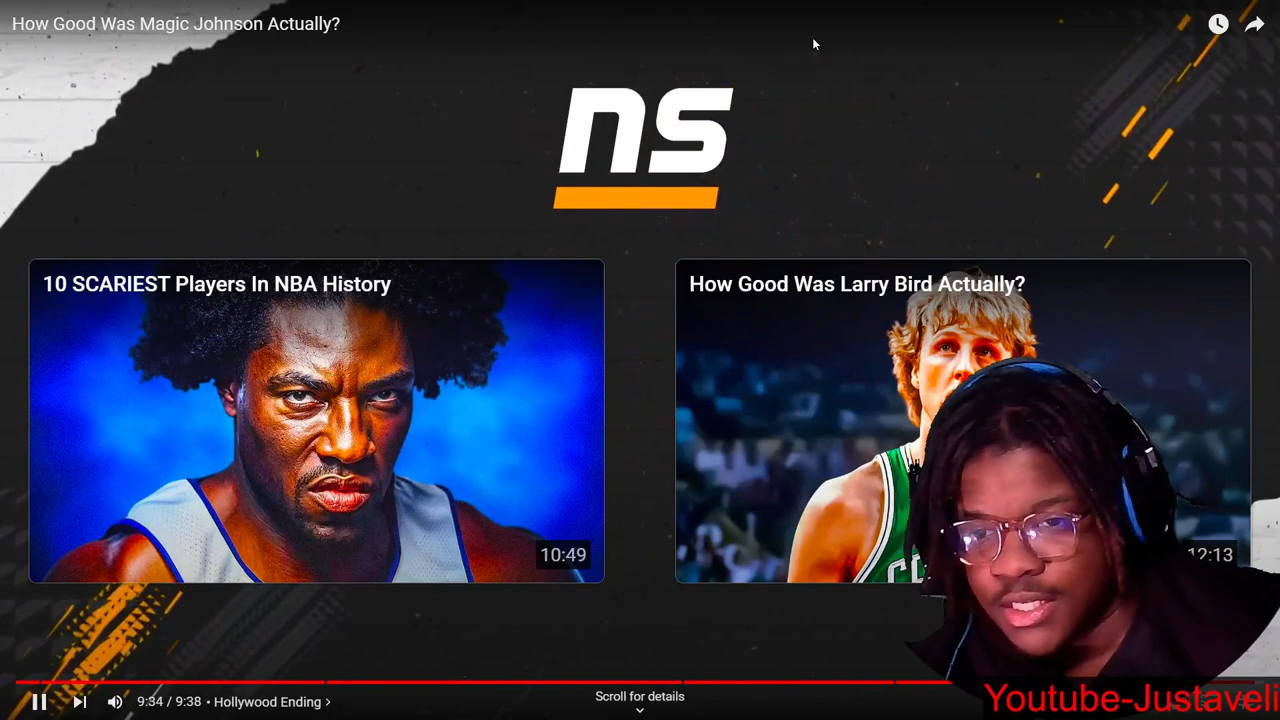 How Good Was Magic Johnson Actually?
ns
10 SCARIEST Players In NBA History
How Good Was Larry Bird Actually?
10:49
12:13
CE
9:34 / 9:38 • Hollywood Ending
Scroll for details
Youtube-Justaveli